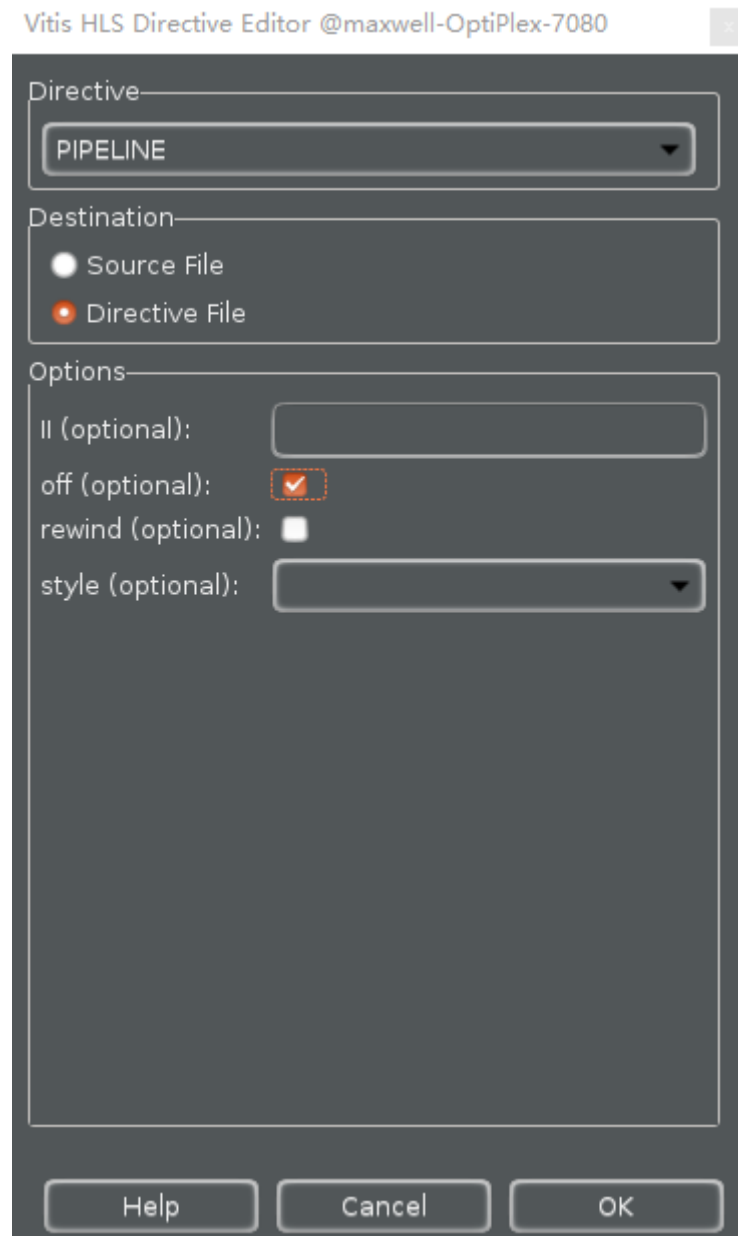 Vitis HLS Directive Editor @maxwell-OptiPlex-7080
x
Directive
PIPELINE
Destination
Source File
Directive File
Options
II (optional):
off (optional):
rewind (optional):
style (optional):
Help
Cancel
OK